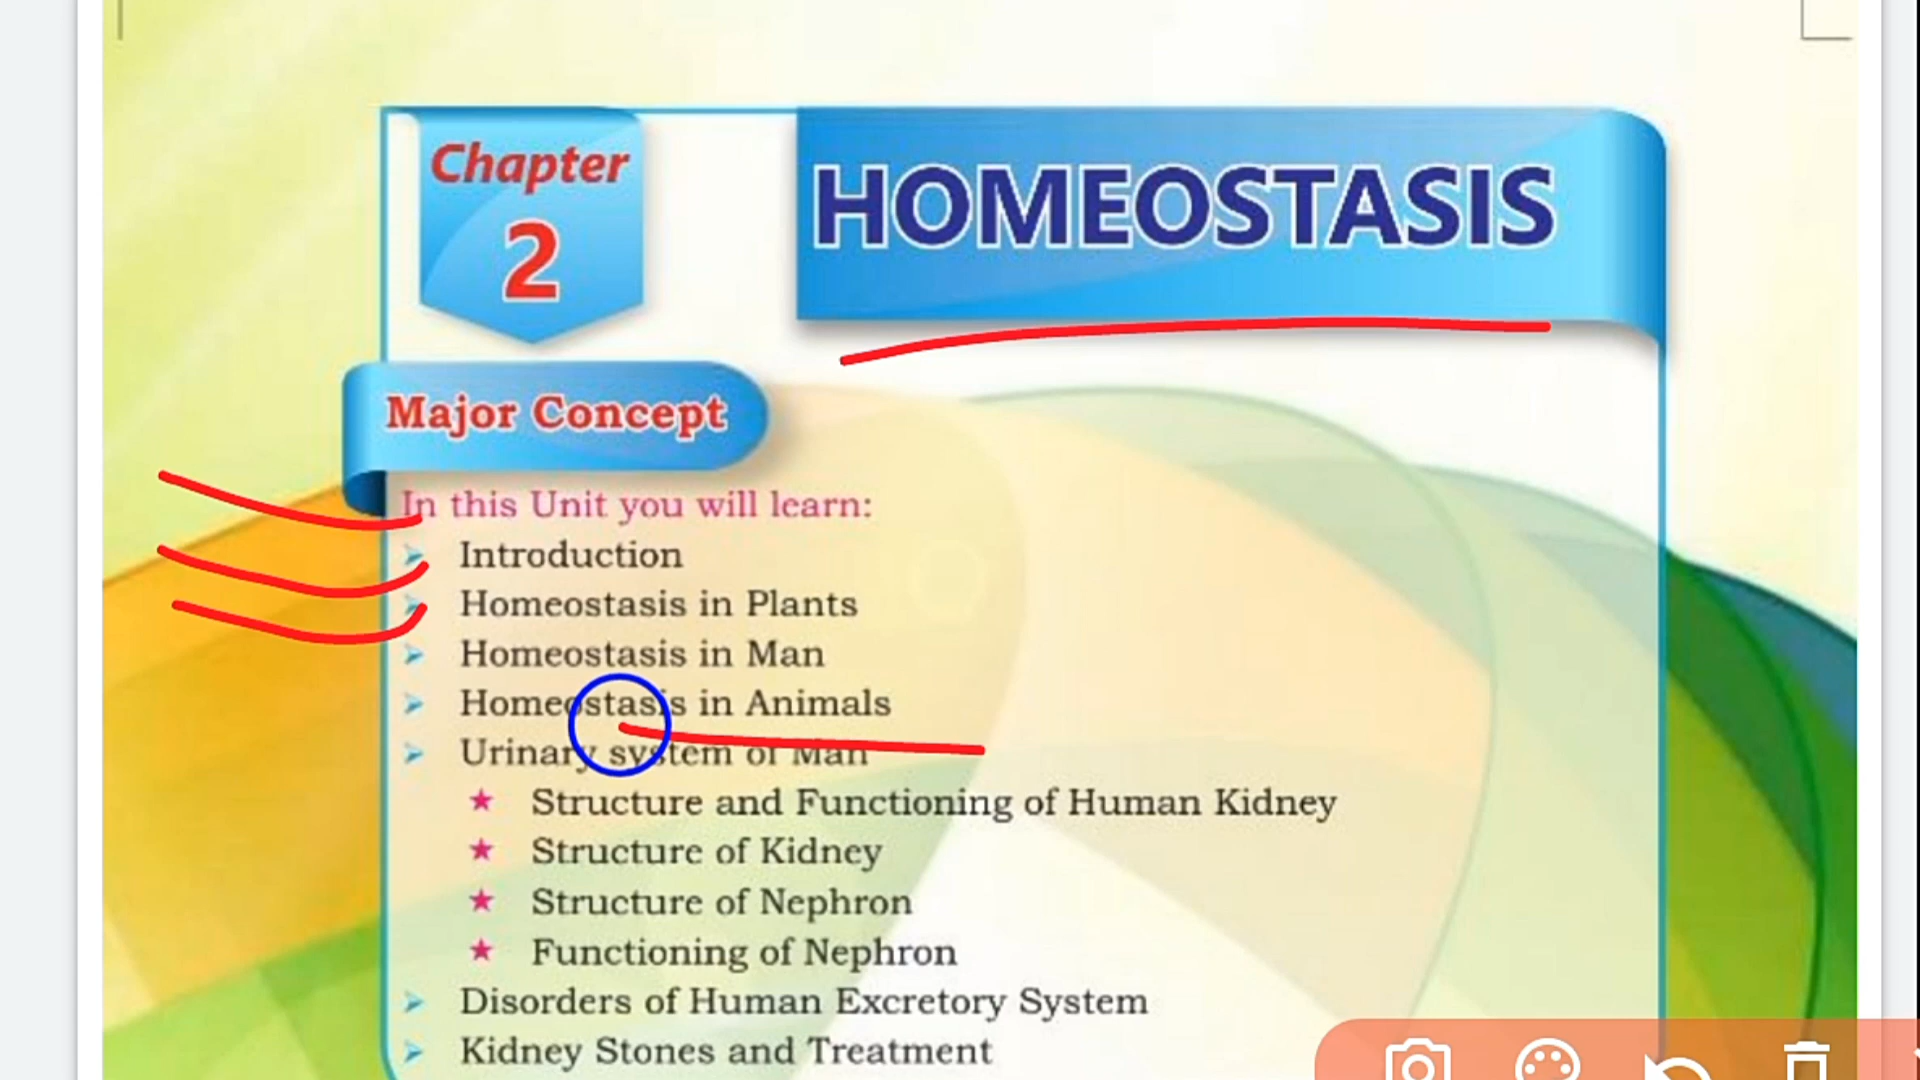 Chapter
2
HOMEOSTASIS
Major Concept
In this Unit you will learn:
Introduction
Homeostasis in Plants
Homeostasis in Man
Homeostasis in Animals
Urinary system of Man
Structure and Functioning of Human Kidney
Structure of Kidney
Structure of Nephron
Functioning of Nephron
Disorders of Human Excretory System
Kidney Stones and Treatment